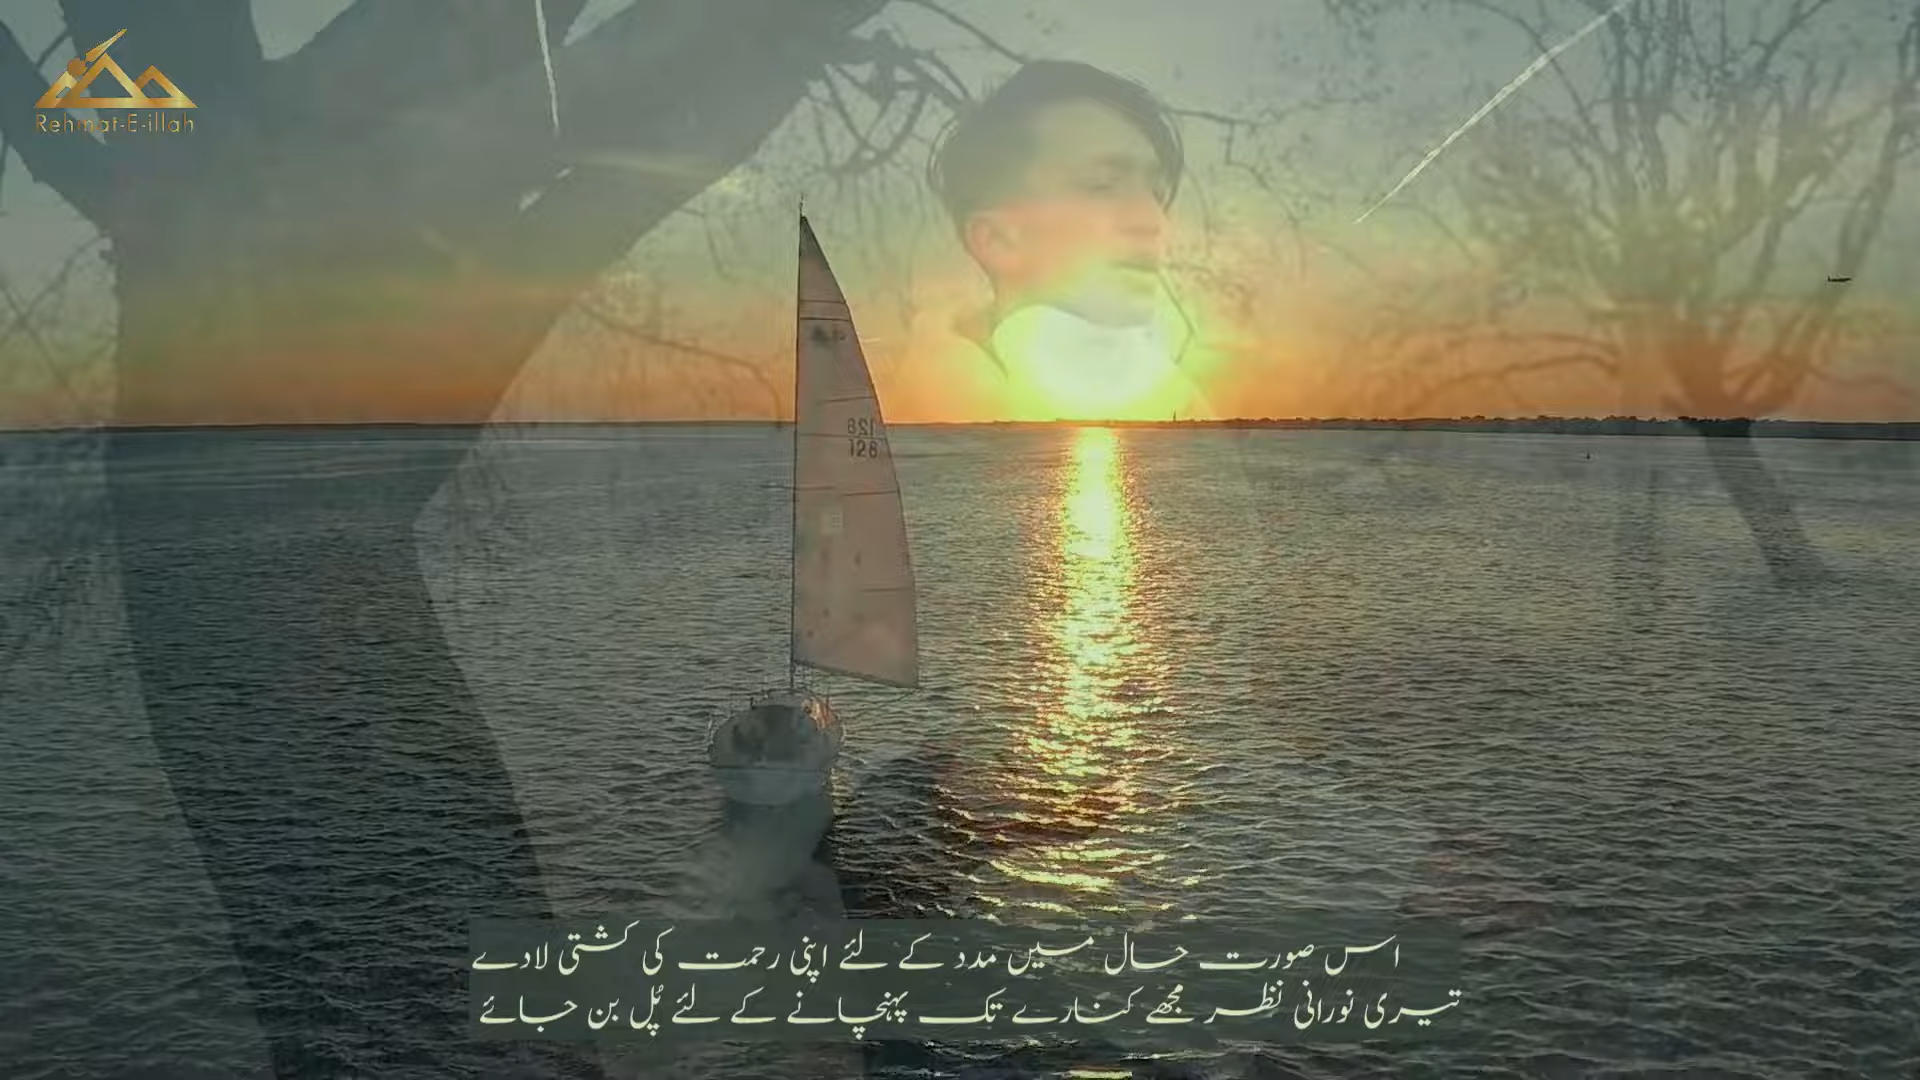 Rehmat-E-illah
128
128
اس صورت حال میں مدد کے لئے اپنی رحمت کی کشتی لادے
تیری نورانی نظر مجھے کنارے تک پہنچانے کے لئے پُل بن جائے